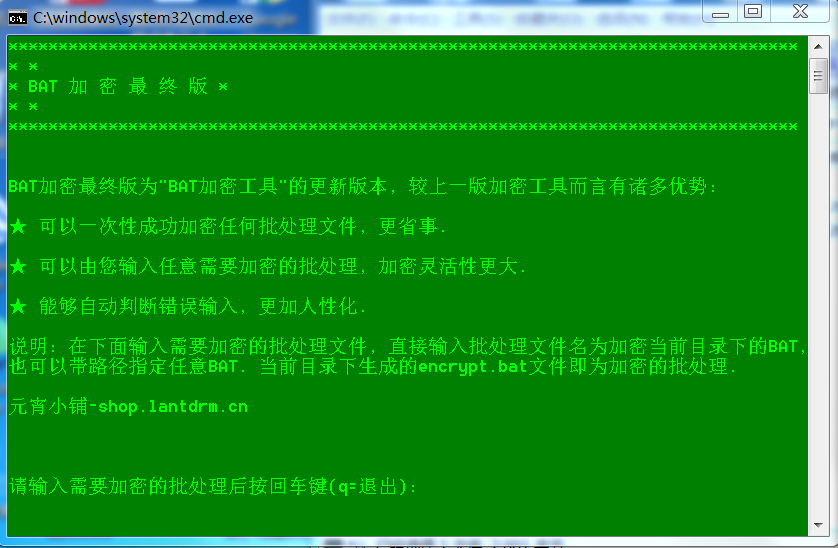 C:\windows\system32\cmd.exe
*******************************************************************************
* *
* BAT 加 密 最 终 版 *
* *
*******************************************************************************
BAT加密最终版为"BAT加密工具"的更新版本，较上一版加密工具而言有诸多优势：
★ 可以一次性成功加密任何批处理文件，更省事.
★ 可以由您输入任意需要加密的批处理，加密灵活性更大.
★ 能够自动判断错误输入，更加人性化.
说明：在下面输入需要加密的批处理文件，直接输入批处理文件名为加密当前目录下的BAT，
也可以带路径指定任意BAT. 当前目录下生成的encrypt.bat文件即为加密的批处理.
元宵小铺-shop.lantdrm.cn
请输入需要加密的批处理后按回车键(q=退出)：